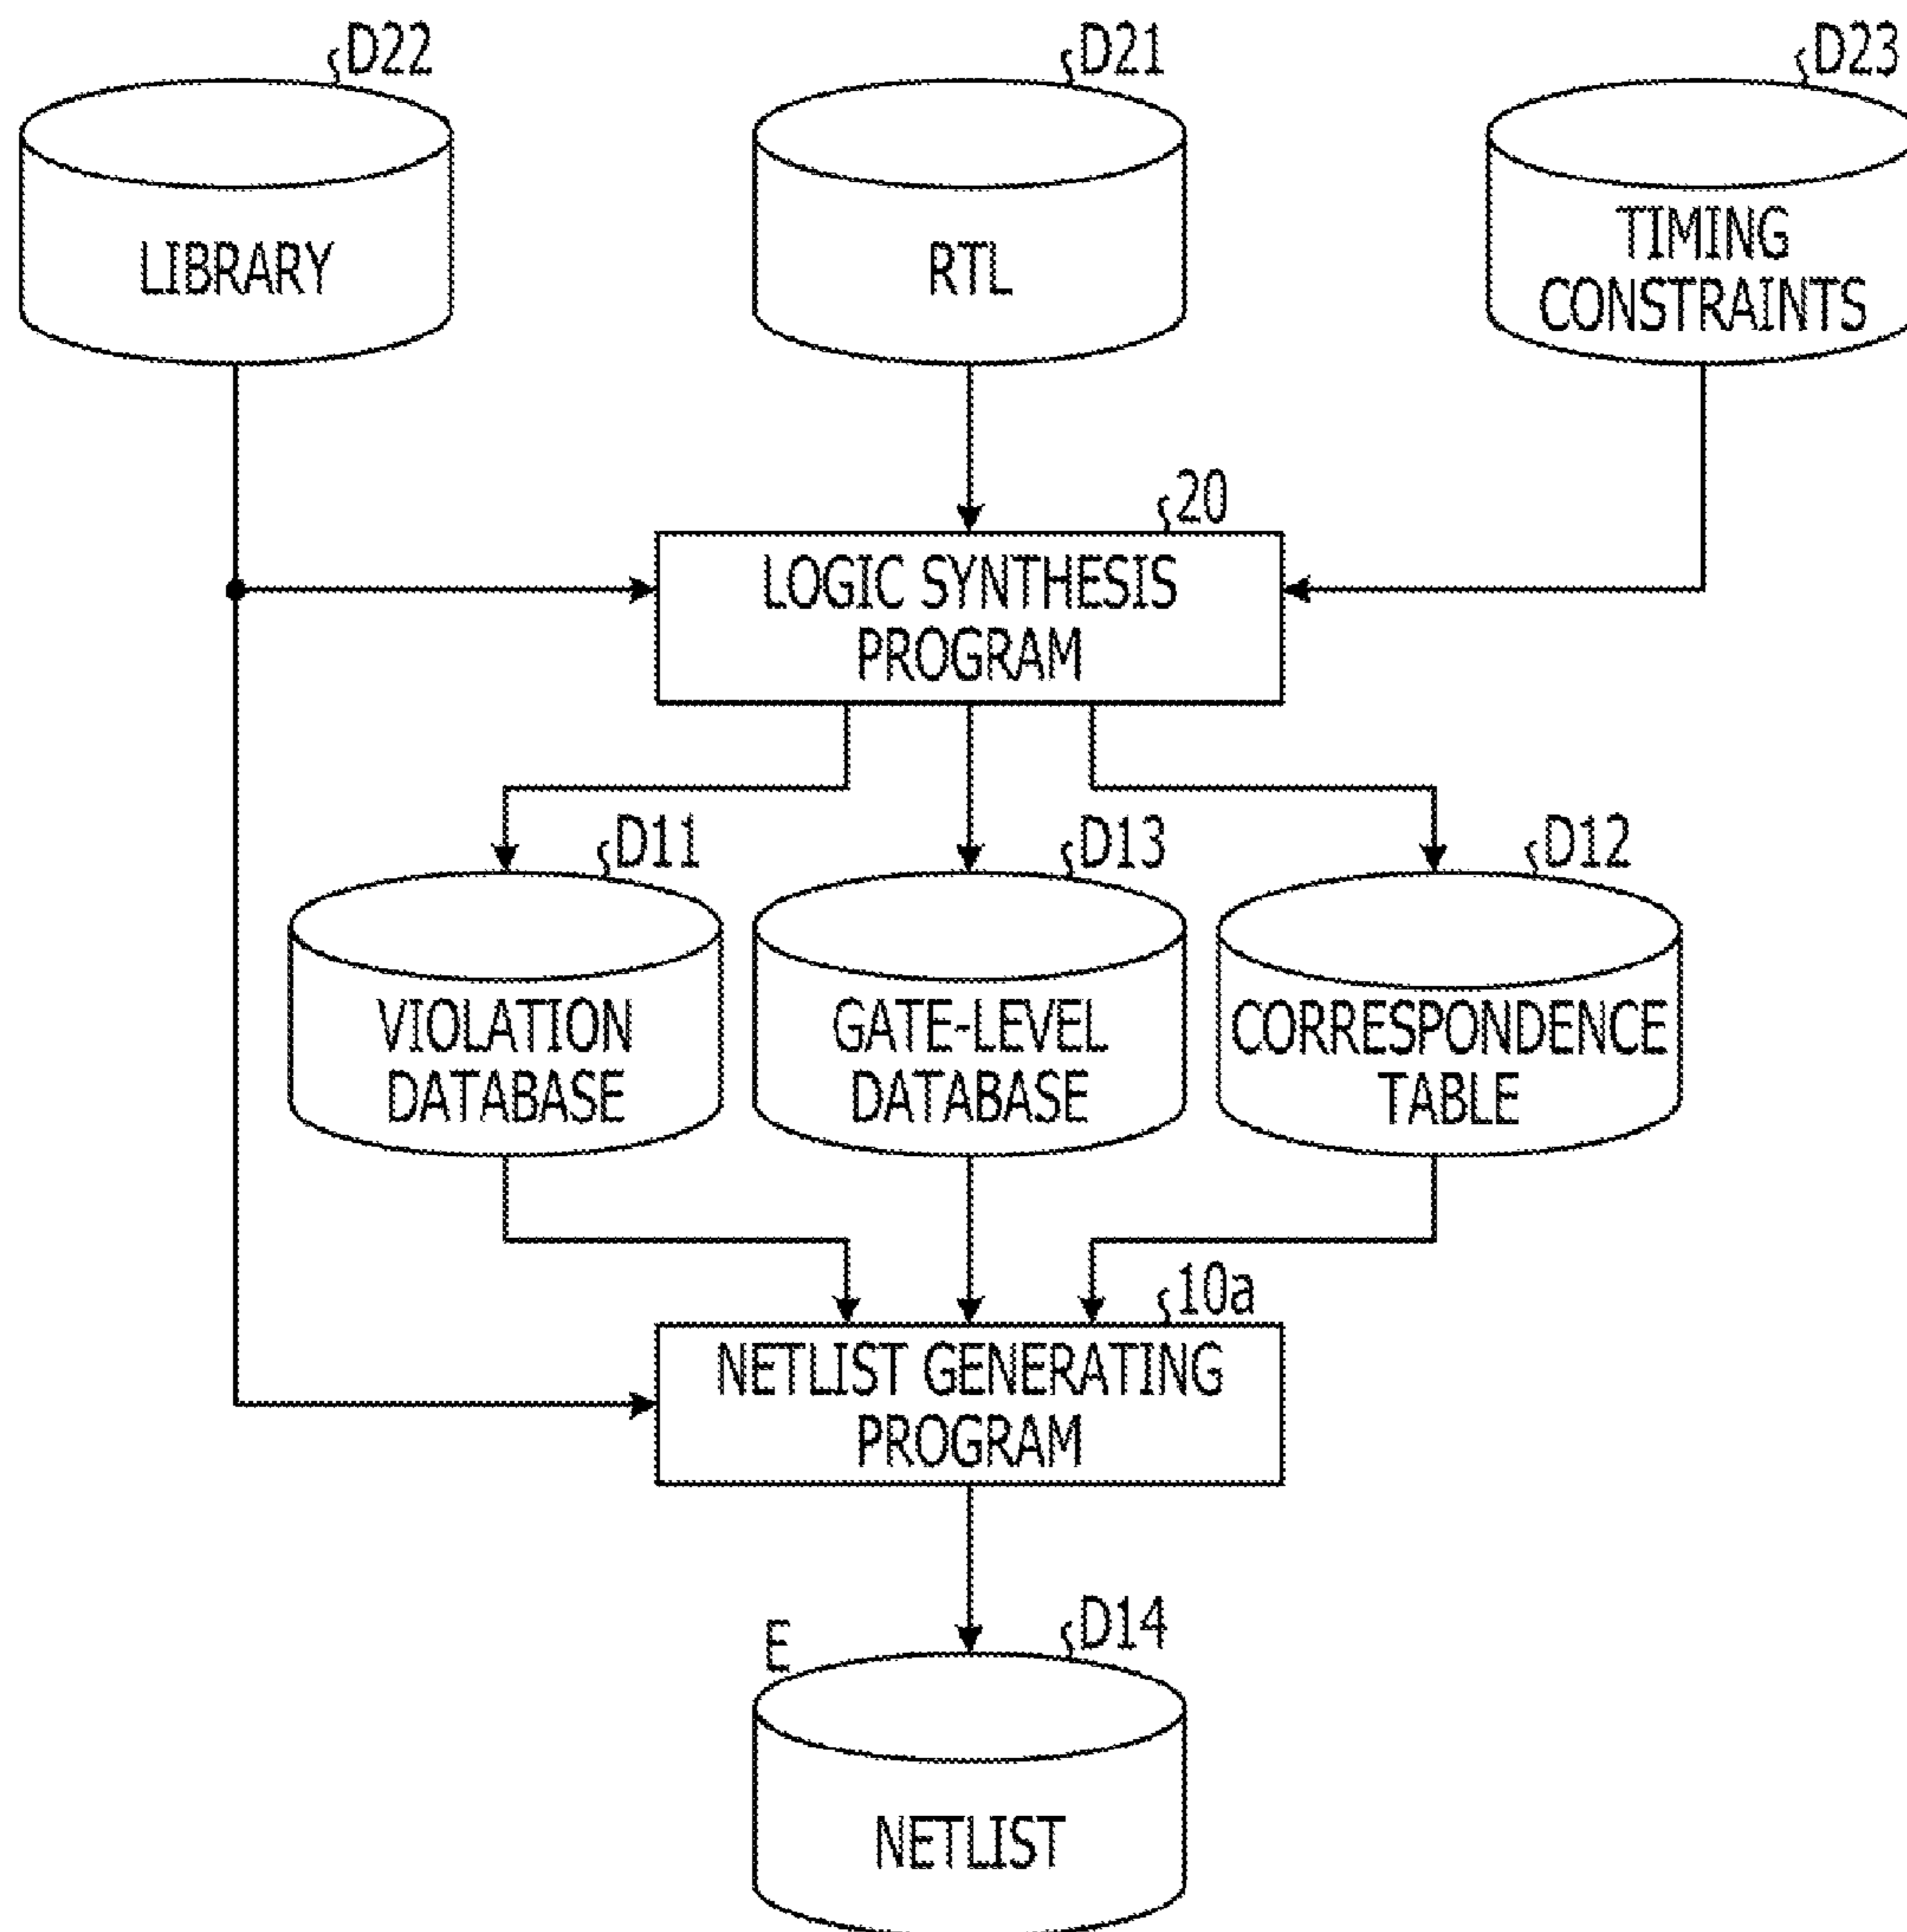 D22
D21
D23
LIBRARY
RTL
TIMING
CONSTRAINTS
20
LOGIC SYNTHESIS
PROGRAM
D11
D13
D12
VIOLATION
DATABASE
GATE-LEVEL
DATABASE
CORRESPONDENCE
TABLE
10a
NETLIST GENERATING
PROGRAM
E
D14
NETLIST